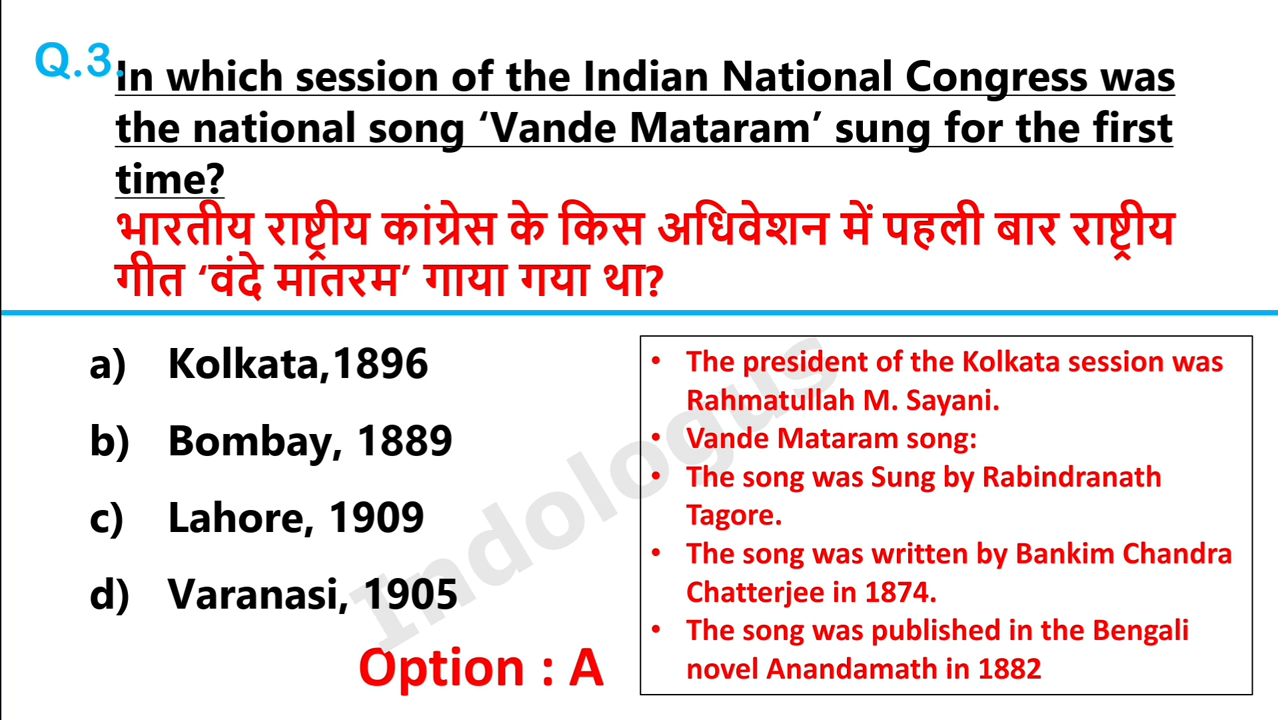 Q.3.
In which session of the Indian National Congress was
the national song ‘Vande Mataram’ sung for the first
time?
भारतीय राष्ट्रीय कांग्रेस के किस अधिवेशन में पहली बार राष्ट्रीय
गीत ‘वंदे मातरम’ गाया गया था?
a) Kolkata,1896
b) Bombay, 1889
c) Lahore, 1909
d) Varanasi, 1905
Option : A
• The president of the Kolkata session was
Rahmatullah M. Sayani.
• Vande Mataram song:
• The song was Sung by Rabindranath
Tagore.
• The song was written by Bankim Chandra
Chatterjee in 1874.
• The song was published in the Bengali
novel Anandamath in 1882
Indologus